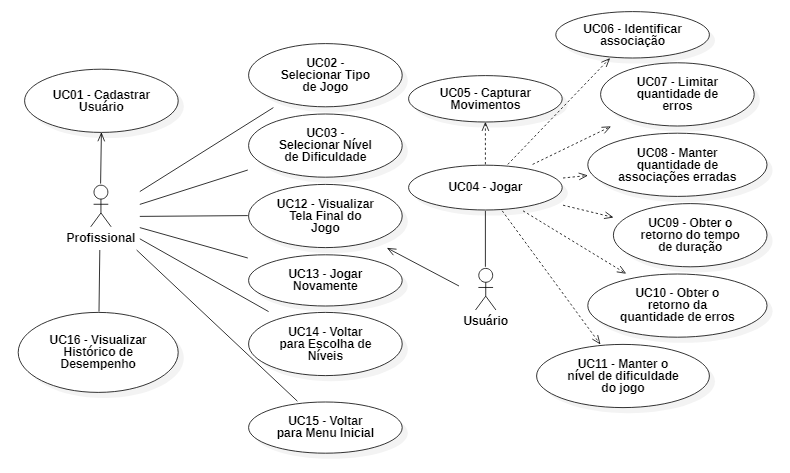 UC01 - Cadastrar
Usuário
Profissional
UC16 - Visualizar
Histórico de
Desempenho
UC02 -
Selecionar Tipo
de Jogo
UC03 -
Selecionar Nível
de Dificuldade
UC12 - Visualizar
Tela Final do
Jogo
UC13 - Jogar
Novamente
UC14 - Voltar
para Escolha de
Níveis
UC15 - Voltar
para Menu Inicial
UC05 - Capturar
Movimentos
UC04 - Jogar
Usuário
UC06 - Identificar
associação
UC07 - Limitar
quantidade de
erros
UC08 - Manter
quantidade de
associações erradas
UC09 - Obter o
retorno do tempo
de duração
UC10 - Obter o
retorno da
quantidade de erros
UC11 - Manter o
nível de dificuldade
do jogo